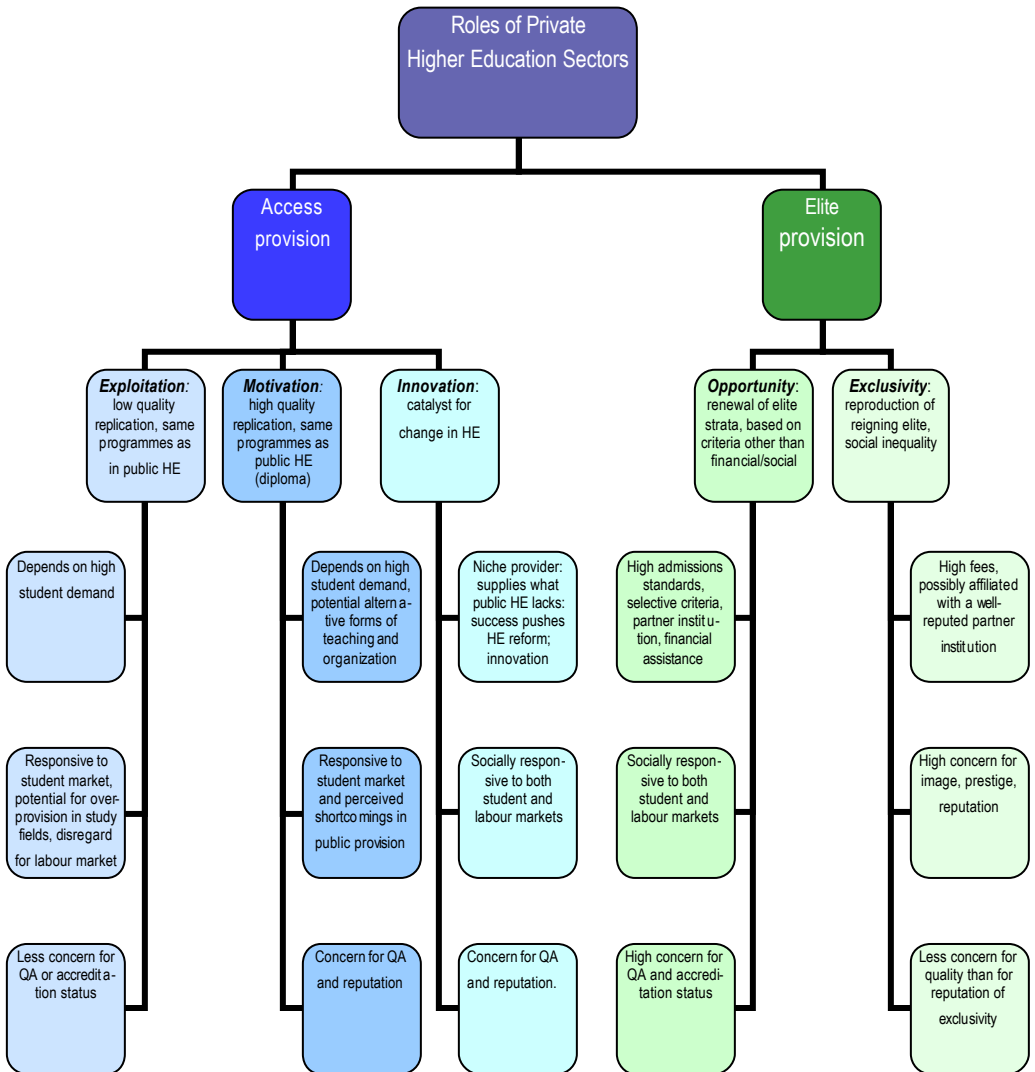 Roles of Private
Higher Education Sectors
Access
provision
Elite
provision
Exploitation:
low quality
replication, same
programmes as
in public HE
Motivation:
high quality
replication, same
programmes as
public HE
(diploma)
Innovation:
catalyst for
change in HE
Opportunity:
renewal of elite
strata, based on
criteria other than
financial/social
Exclusivity:
reproduction of
reigning elite,
social inequality
Depends on high
student demand
Depends on high
student demand,
potential altern a-
tive forms of
teaching and
organization
Niche provider:
supplies what
public HE lacks:
success pushes
HE reform;
innovation
High admissions
standards,
selective criteria,
partner institu-
tion, financial
assistance
High fees,
possibly affiliated
with a well-
reputed partner
institution
Responsive to
student market,
potential for over-
provision in study
fields, disregard
for labour market
Responsive to
student market
and perceived
shortcomings in
public provision
Socially respon-
sive to both
student and
labour markets
Socially respon-
sive to both
student and
labour markets
High concern for
image, prestige,
reputation
Less concern for
QA or accredita-
tion status
Concern for QA
and reputation
Concern for QA
and reputation.
High concern for
QA and accredi-
tation status
Less concern for
quality than for
reputation of
exclusivity